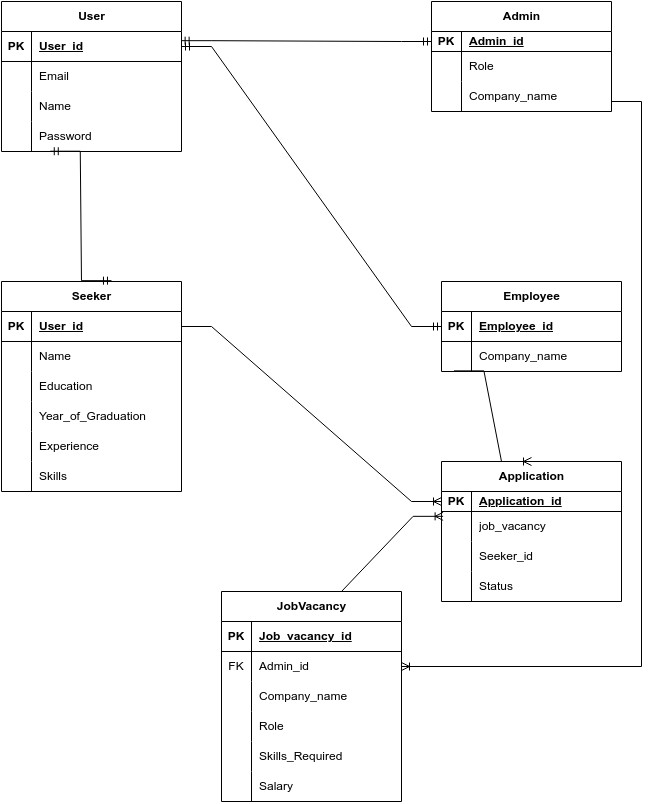 User
PK User_id
Email
Name
Password
Admin
PK Admin_id
Role
Company_name
Seeker
PK User_id
Name
Education
Year_of_Graduation
Experience
Skills
Employee
PK Employee_id
Company_name
Application
PK Application_id
job_vacancy
Seeker_id
Status
JobVacancy
PK Job_vacancy_id
FK Admin_id
Company_name
Role
Skills_Required
Salary